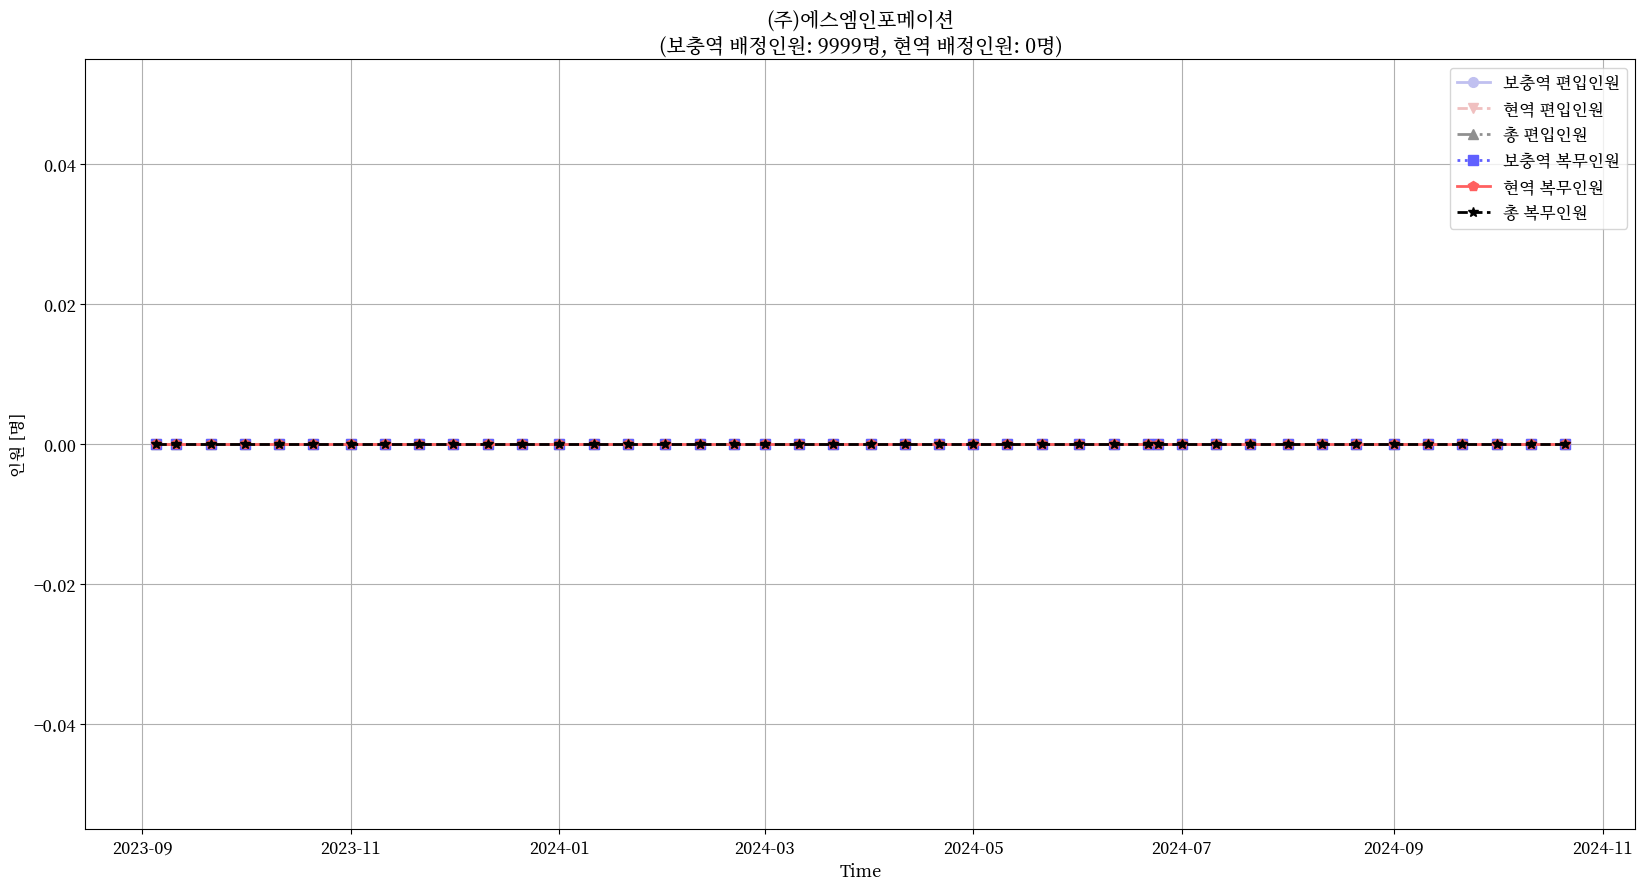 (주)에스엠인포메이션
(보충역 배정인원: 9999명, 현역 배정인원: 0명)
보충역 편입인원
현역 편입인원
총 편입인원
보충역 복무인원
현역 복무인원
총 복무인원
인원 [명]
0.04
0.02
0.00
−0.02
−0.04
2023-09
2023-11
2024-01
2024-03
2024-05
2024-07
2024-09
2024-11
Time